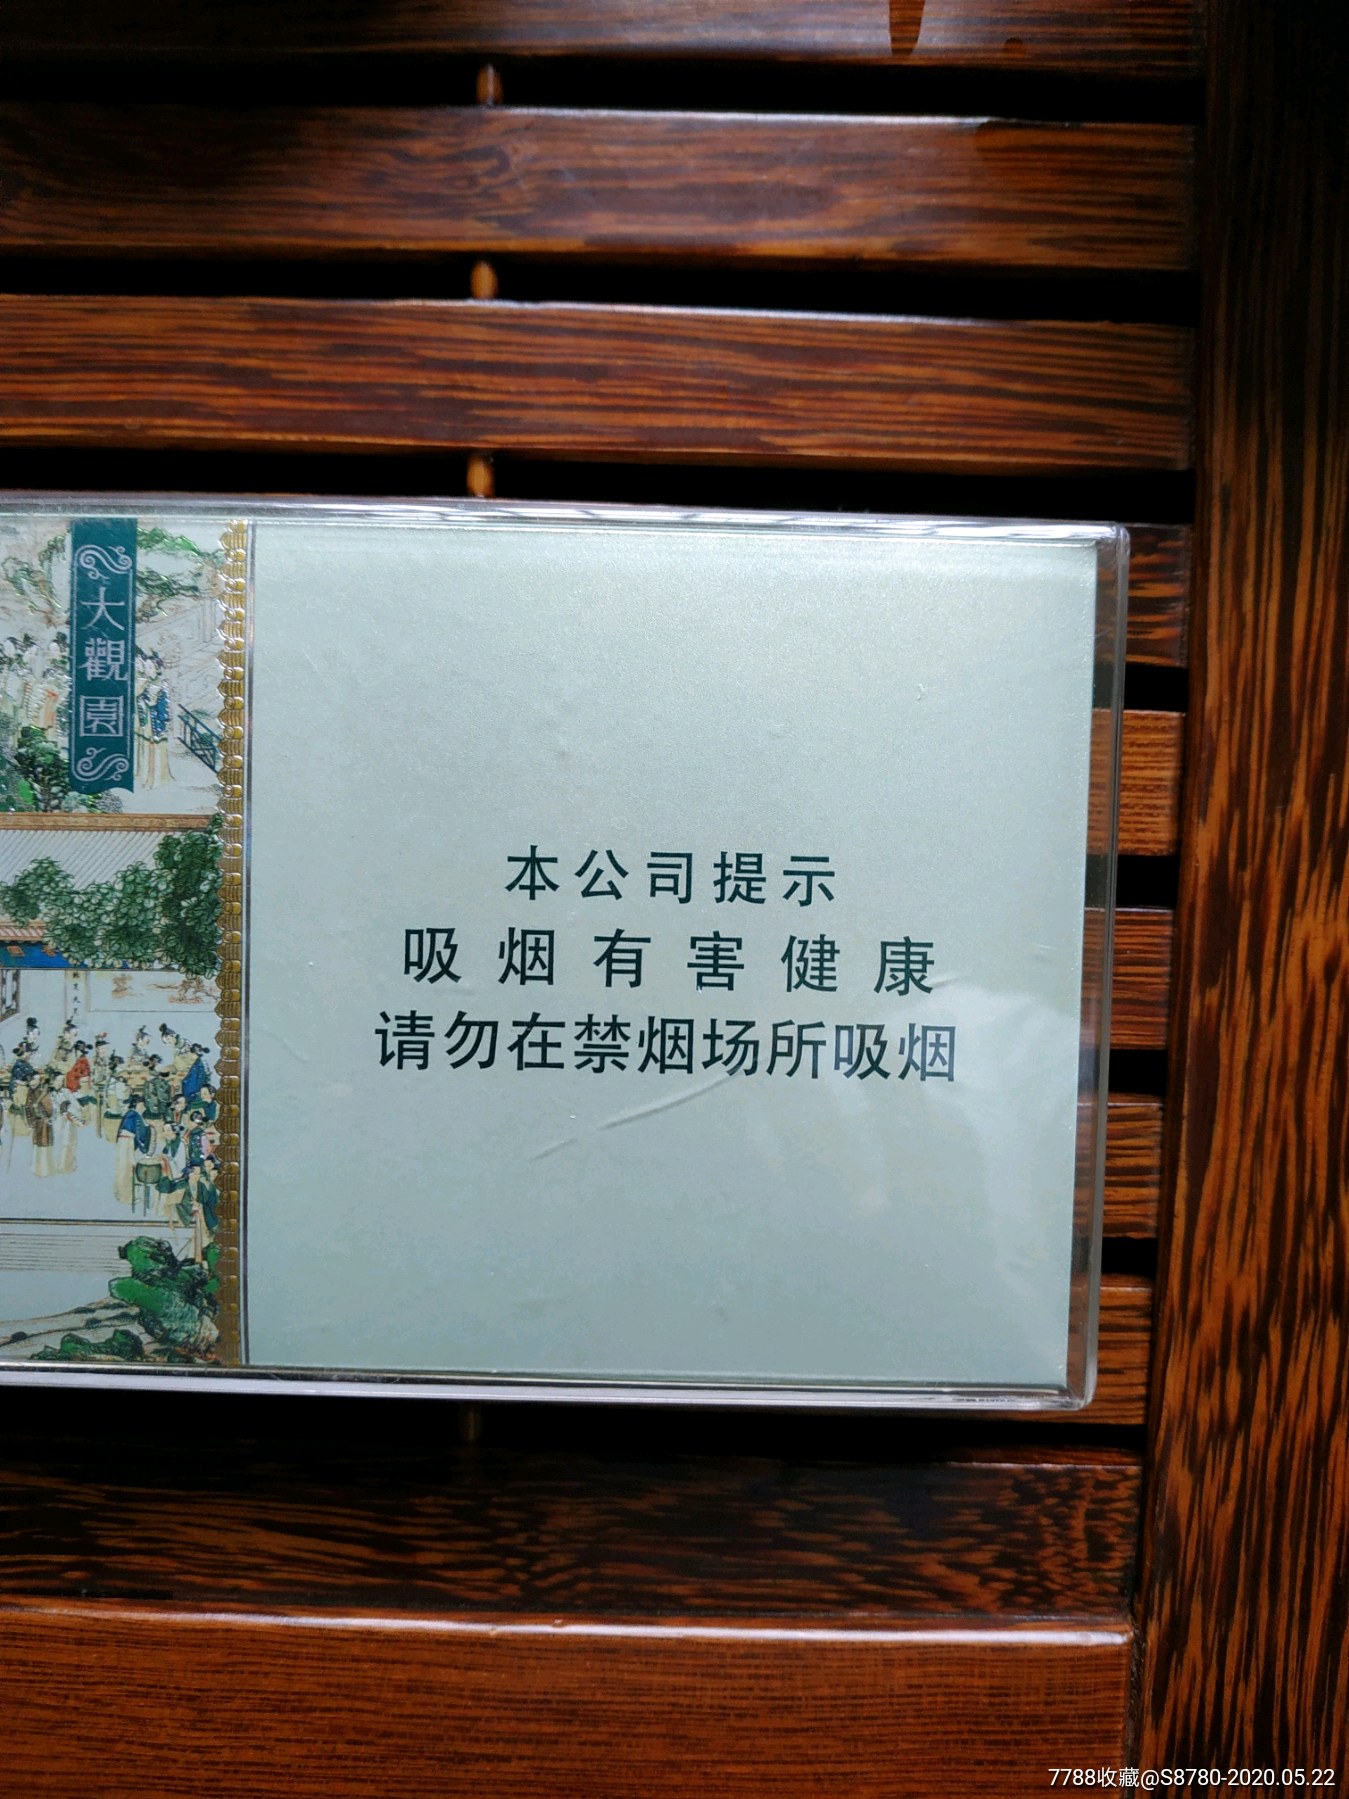 大觀園
本公司提示
吸烟有害健康
请勿在禁烟场所吸烟
7788收藏@S8780-2020.05.22